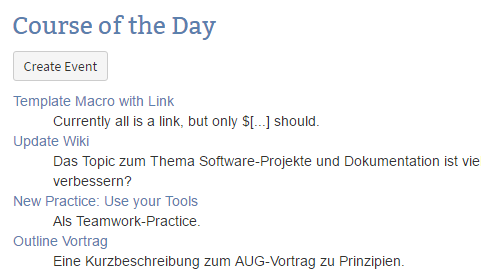 Course of the Day
Create Event
Template Macro with Link
Currently all is a link, but only $[...] should.
Update Wiki
Das Topic zum Thema Software-Projekte und Dokumentation ist vie
verbessern?
New Practice: Use your Tools
Als Teamwork-Practice.
Outline Vortrag
Eine Kurzbeschreibung zum AUG-Vortrag zu Prinzipien.